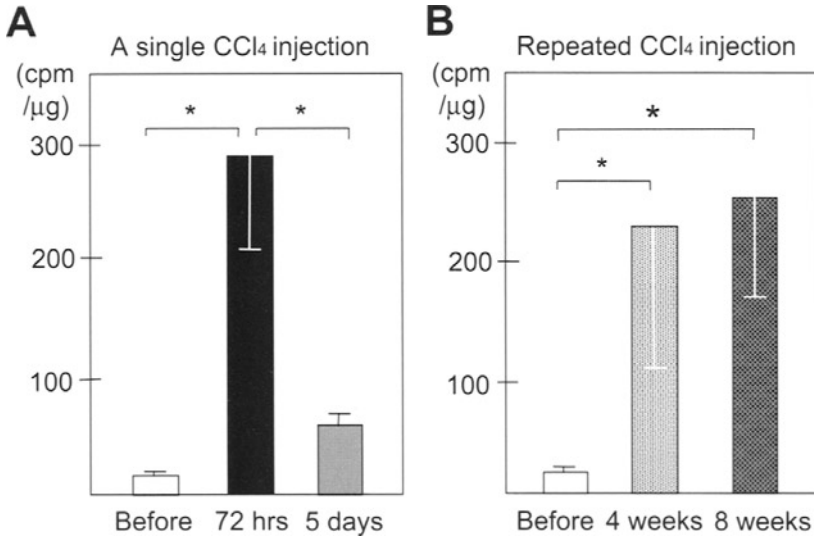 A
A single CCl₄ injection
(cpm
/μg)
*
*
300
200
100
Before 72 hrs 5 days
B
Repeated CCl₄ injection
(cpm
/μg)
*
*
300
200
100
Before 4 weeks 8 weeks